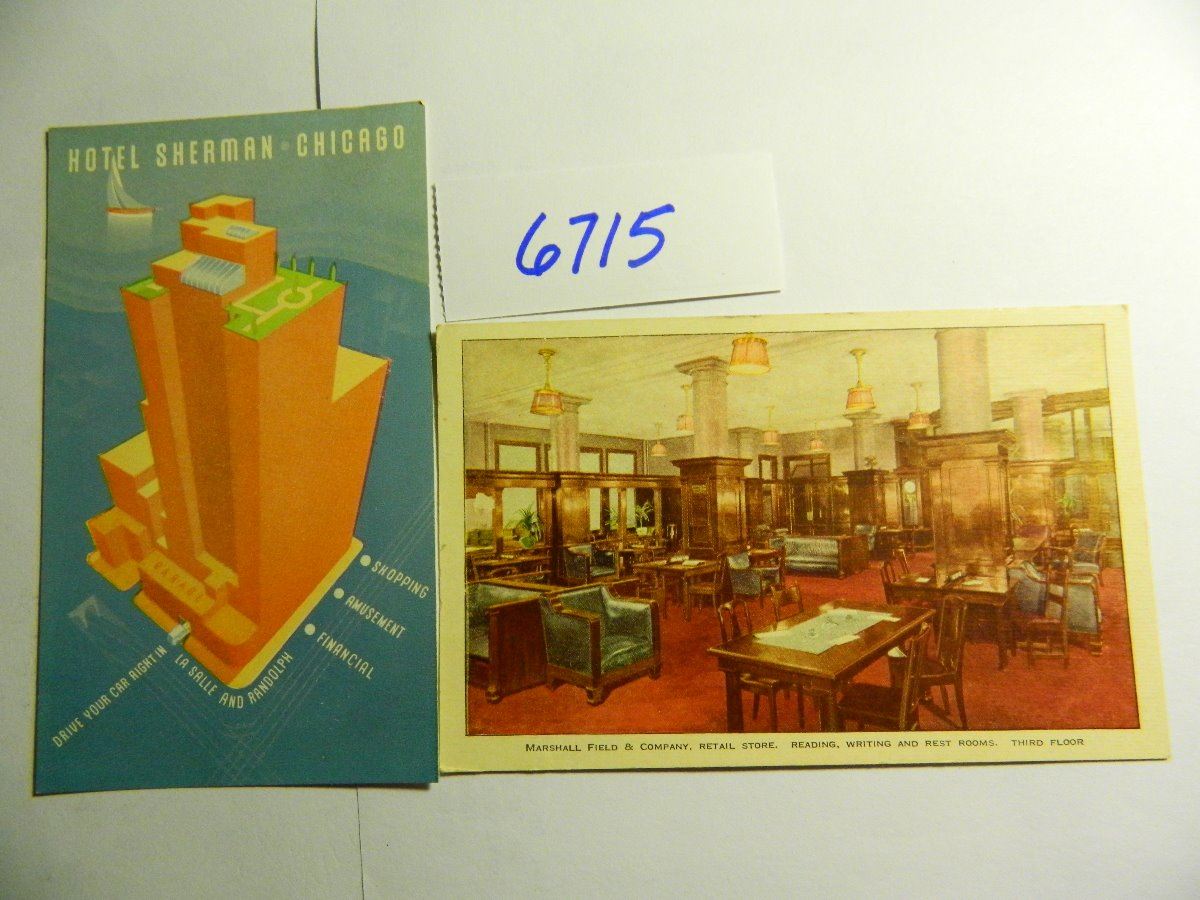 HOTEL SHERMAN • CHICAGO
GARAGE
SHOPPING
AMUSEMENT
FINANCIAL
DRIVE YOUR CAR RIGHT IN
LA SALLE AND RANDOLPH
6715
MARSHALL FIELD & COMPANY, RETAIL STORE. READING, WRITING AND REST ROOMS. THIRD FLOOR